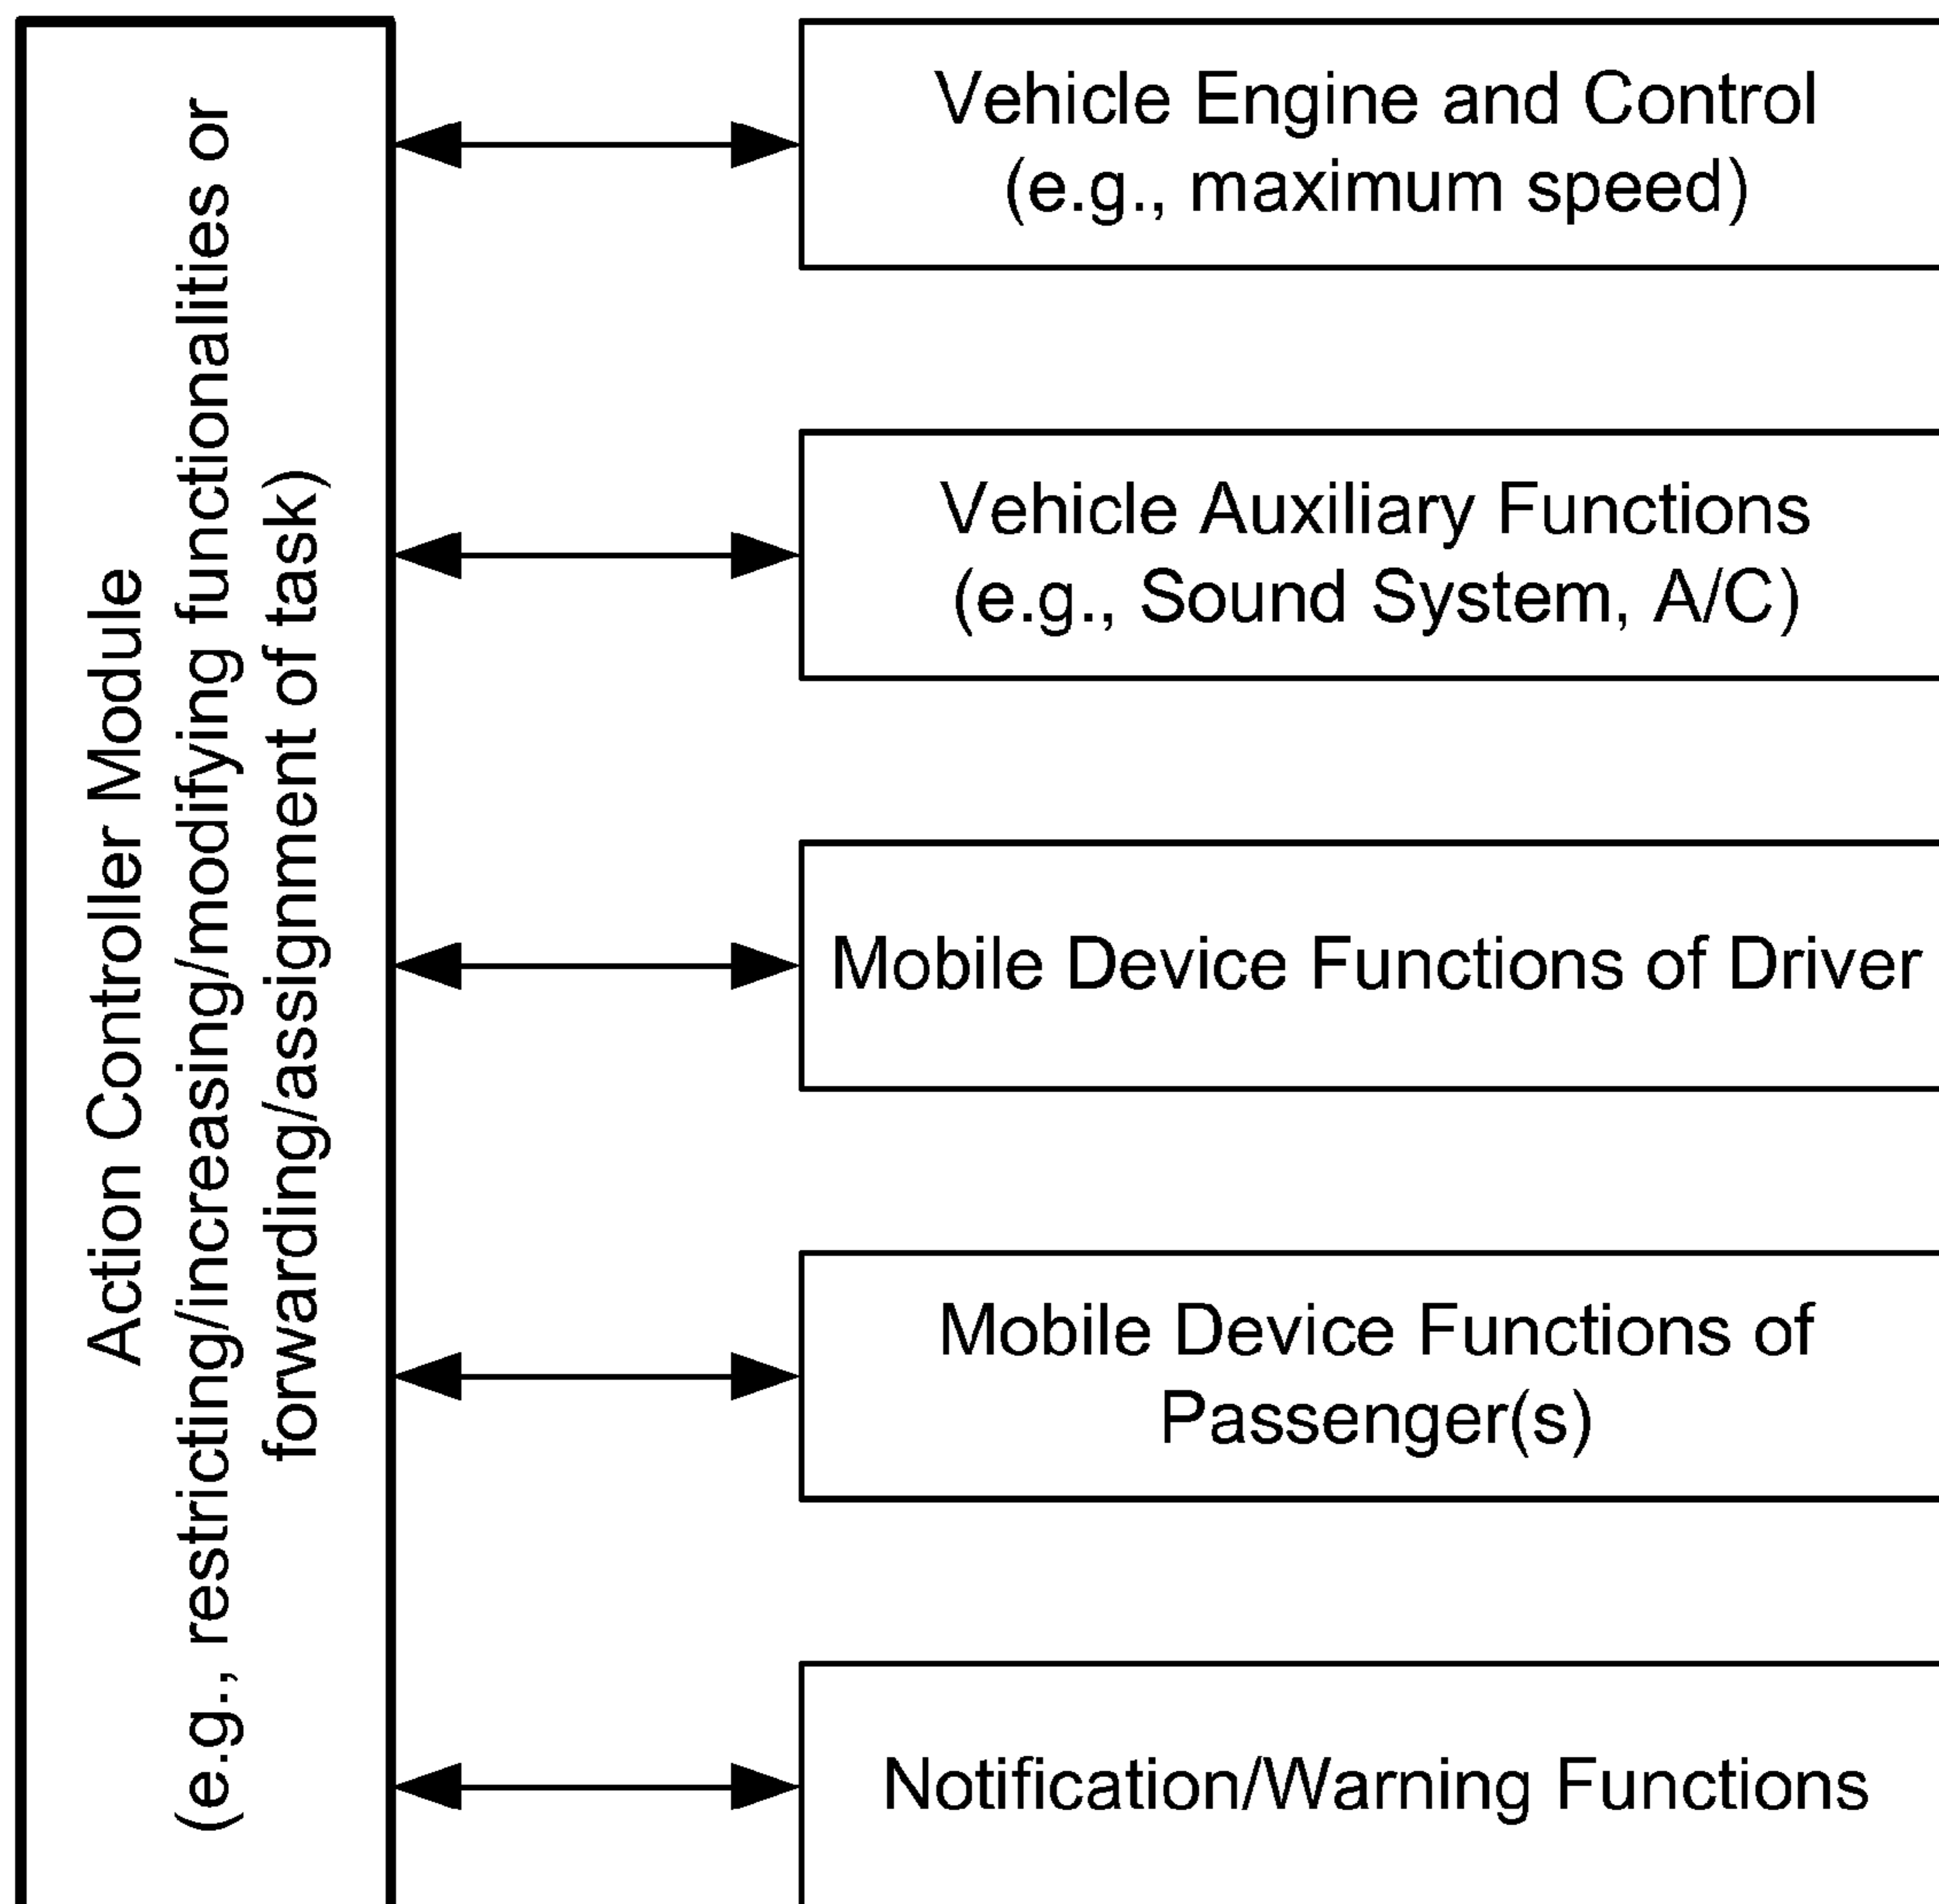 Action Controller Module
(e.g., restricting/increasing/modifying functionalities or
forwarding/assignment of task)
Vehicle Engine and Control
(e.g., maximum speed)
Vehicle Auxiliary Functions
(e.g., Sound System, A/C)
Mobile Device Functions of Driver
Mobile Device Functions of
Passenger(s)
Notification/Warning Functions